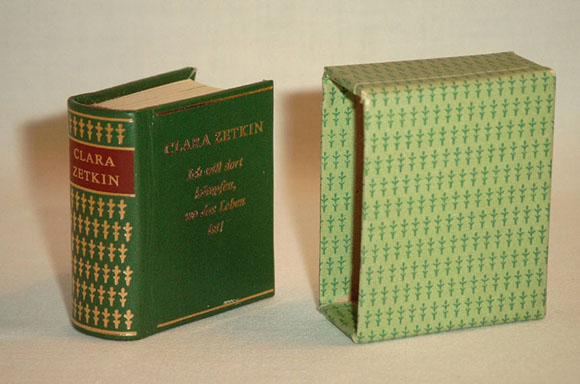 CLARA
ZETKIN
CLARA ZETKIN
Ich will dort
kämpfen,
wo das Leben
ist!